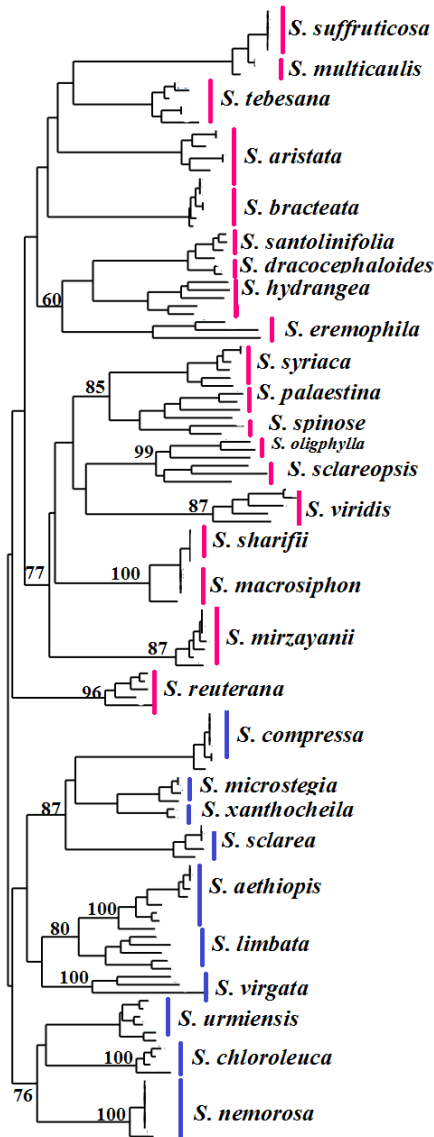 S. suffruticosa
S. multicaulis
S. tebesana
S. aristata
S. bracteata
S. santolinifolia
S. dracocephaloides
S. hydrangea
60
S. eremophila
S. syriaca
85
S. palaestina
S. spinose
S. oligphylla
99
S. sclareopsis
87
S. viridis
S. sharifii
77
100
S. macrosiphon
S. mirzayanii
87
S. reuterana
96
S. compressa
S. microstegia
87
S. xanthocheila
S. sclarea
S. aethiopis
100
80
S. limbata
100
S. virgata
S. urmiensis
S. chloroleuca
100
76
S. nemorosa
100